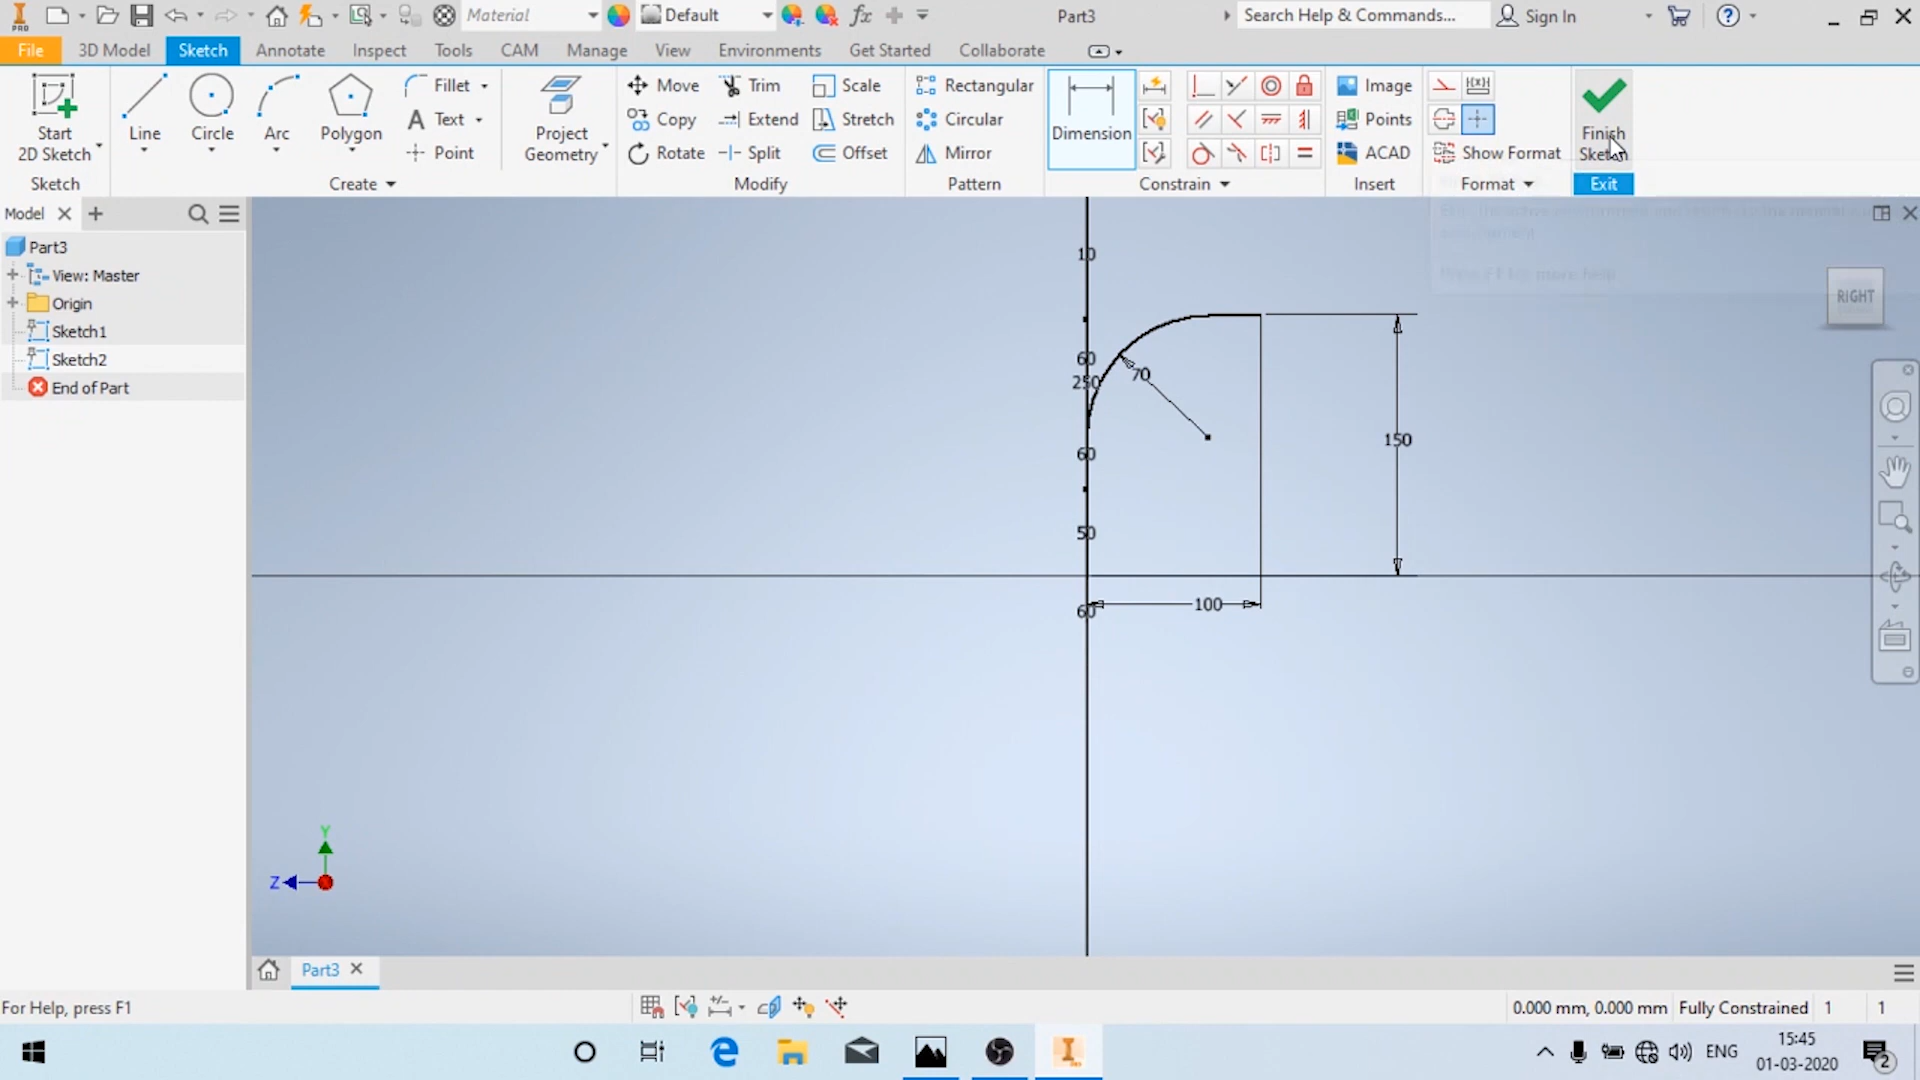 PRO
Material
Default
fx
Part3
Search Help & Commands...
Sign In
File
3D Model
Sketch
Annotate
Inspect
Tools
CAM
Manage
View
Environments
Get Started
Collaborate
Start
2D Sketch
Line
Circle
Arc
Polygon
Fillet
Text
Point
Project
Geometry
Move
Copy
Rotate
Trim
Extend
Split
Scale
Stretch
Offset
Rectangular
Circular
Mirror
Dimension
Image
Points
ACAD
Show Format
Finish
Sketch
Sketch
Create
Modify
Pattern
Constrain
Insert
Format
Exit
Model
Part3
View: Master
Origin
Sketch1
Sketch2
End of Part
10
60
250
70
60
150
50
60
100
RIGHT
Y
Z
Part3
For Help, press F1
0.000 mm, 0.000 mm
Fully Constrained
1
1
ENG
15:45
01-03-2020
2